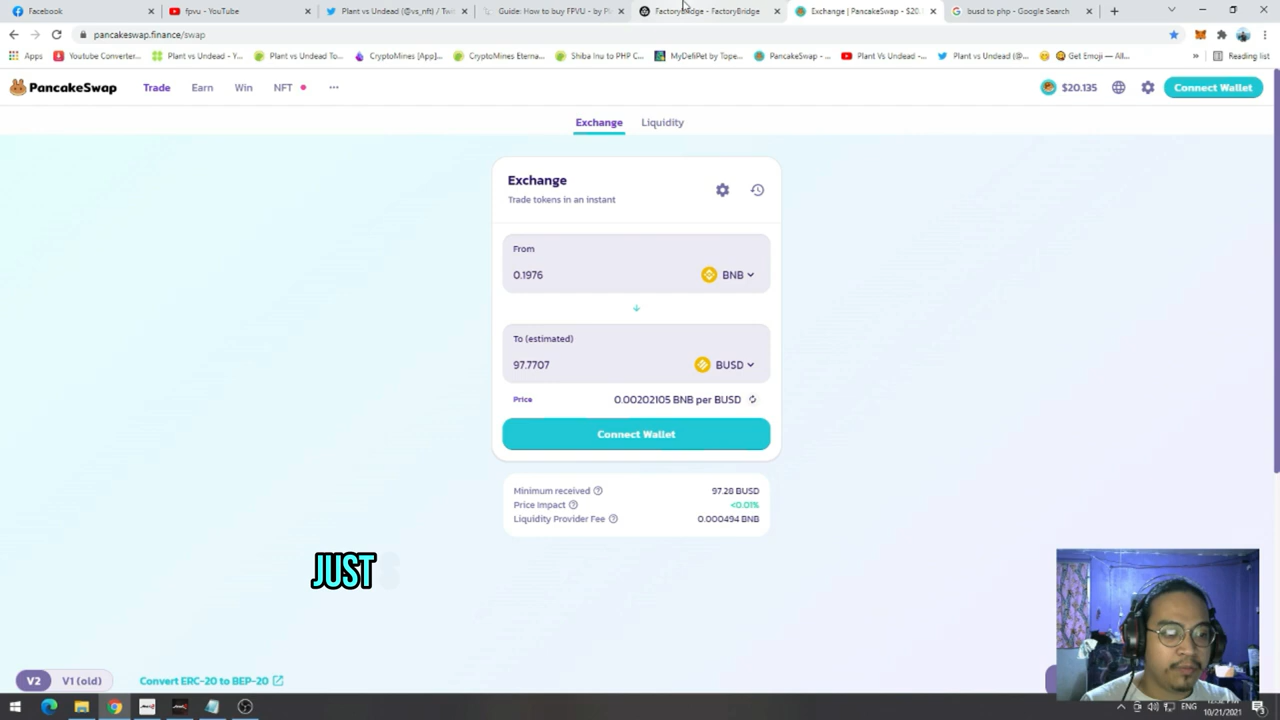 Facebook
fpvu - YouTube
Plant vs Undead (@vs_nft) / Twit
Guide: How to buy FPVU - by Pl
FactoryBridge - FactoryBridge
Exchange | PancakeSwap - $20.1
busd to php - Google Search
pancakeswap.finance/swap
Apps
Youtube Converter...
Plant vs Undead - Y...
Plant vs Undead To...
CryptoMines [App]...
CryptoMines Eterna...
Shiba Inu to PHP C...
MyDefiPet by Tope...
PancakeSwap - ...
Plant Vs Undead -...
Plant vs Undead (@...
Get Emoji — All...
Reading list
PancakeSwap
Trade
Earn
Win
NFT
$20.135
Connect Wallet
Exchange
Liquidity
Exchange
Trade tokens in an instant
From
0.1976
BNB
To (estimated)
97.7707
BUSD
Price
0.00202105 BNB per BUSD
Connect Wallet
Minimum received
97.28 BUSD
Price Impact
<0.01%
Liquidity Provider Fee
0.000494 BNB
JUST
V2
V1 (old)
Convert ERC-20 to BEP-20
ENG
10/21/2021